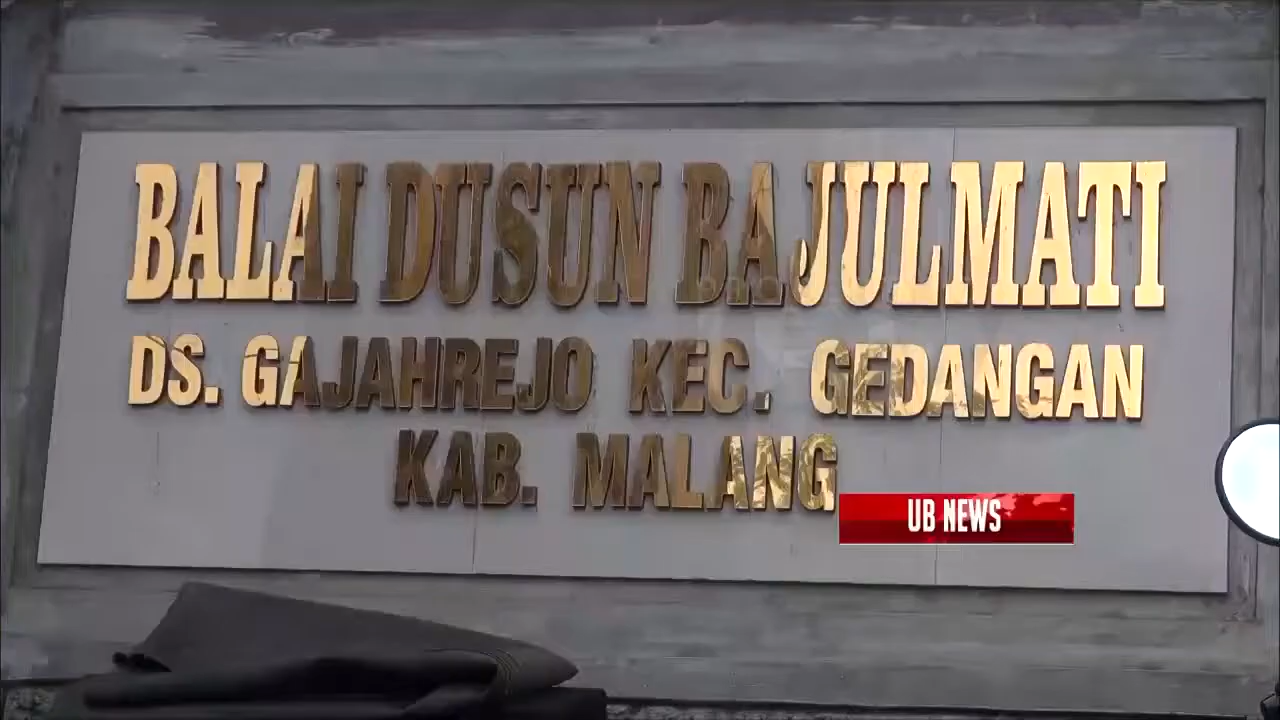 BALAI DUSUN BAJULMATI
DS. GAJAHREJO KEC. GEDANGAN
KAB. MALANG
UB NEWS